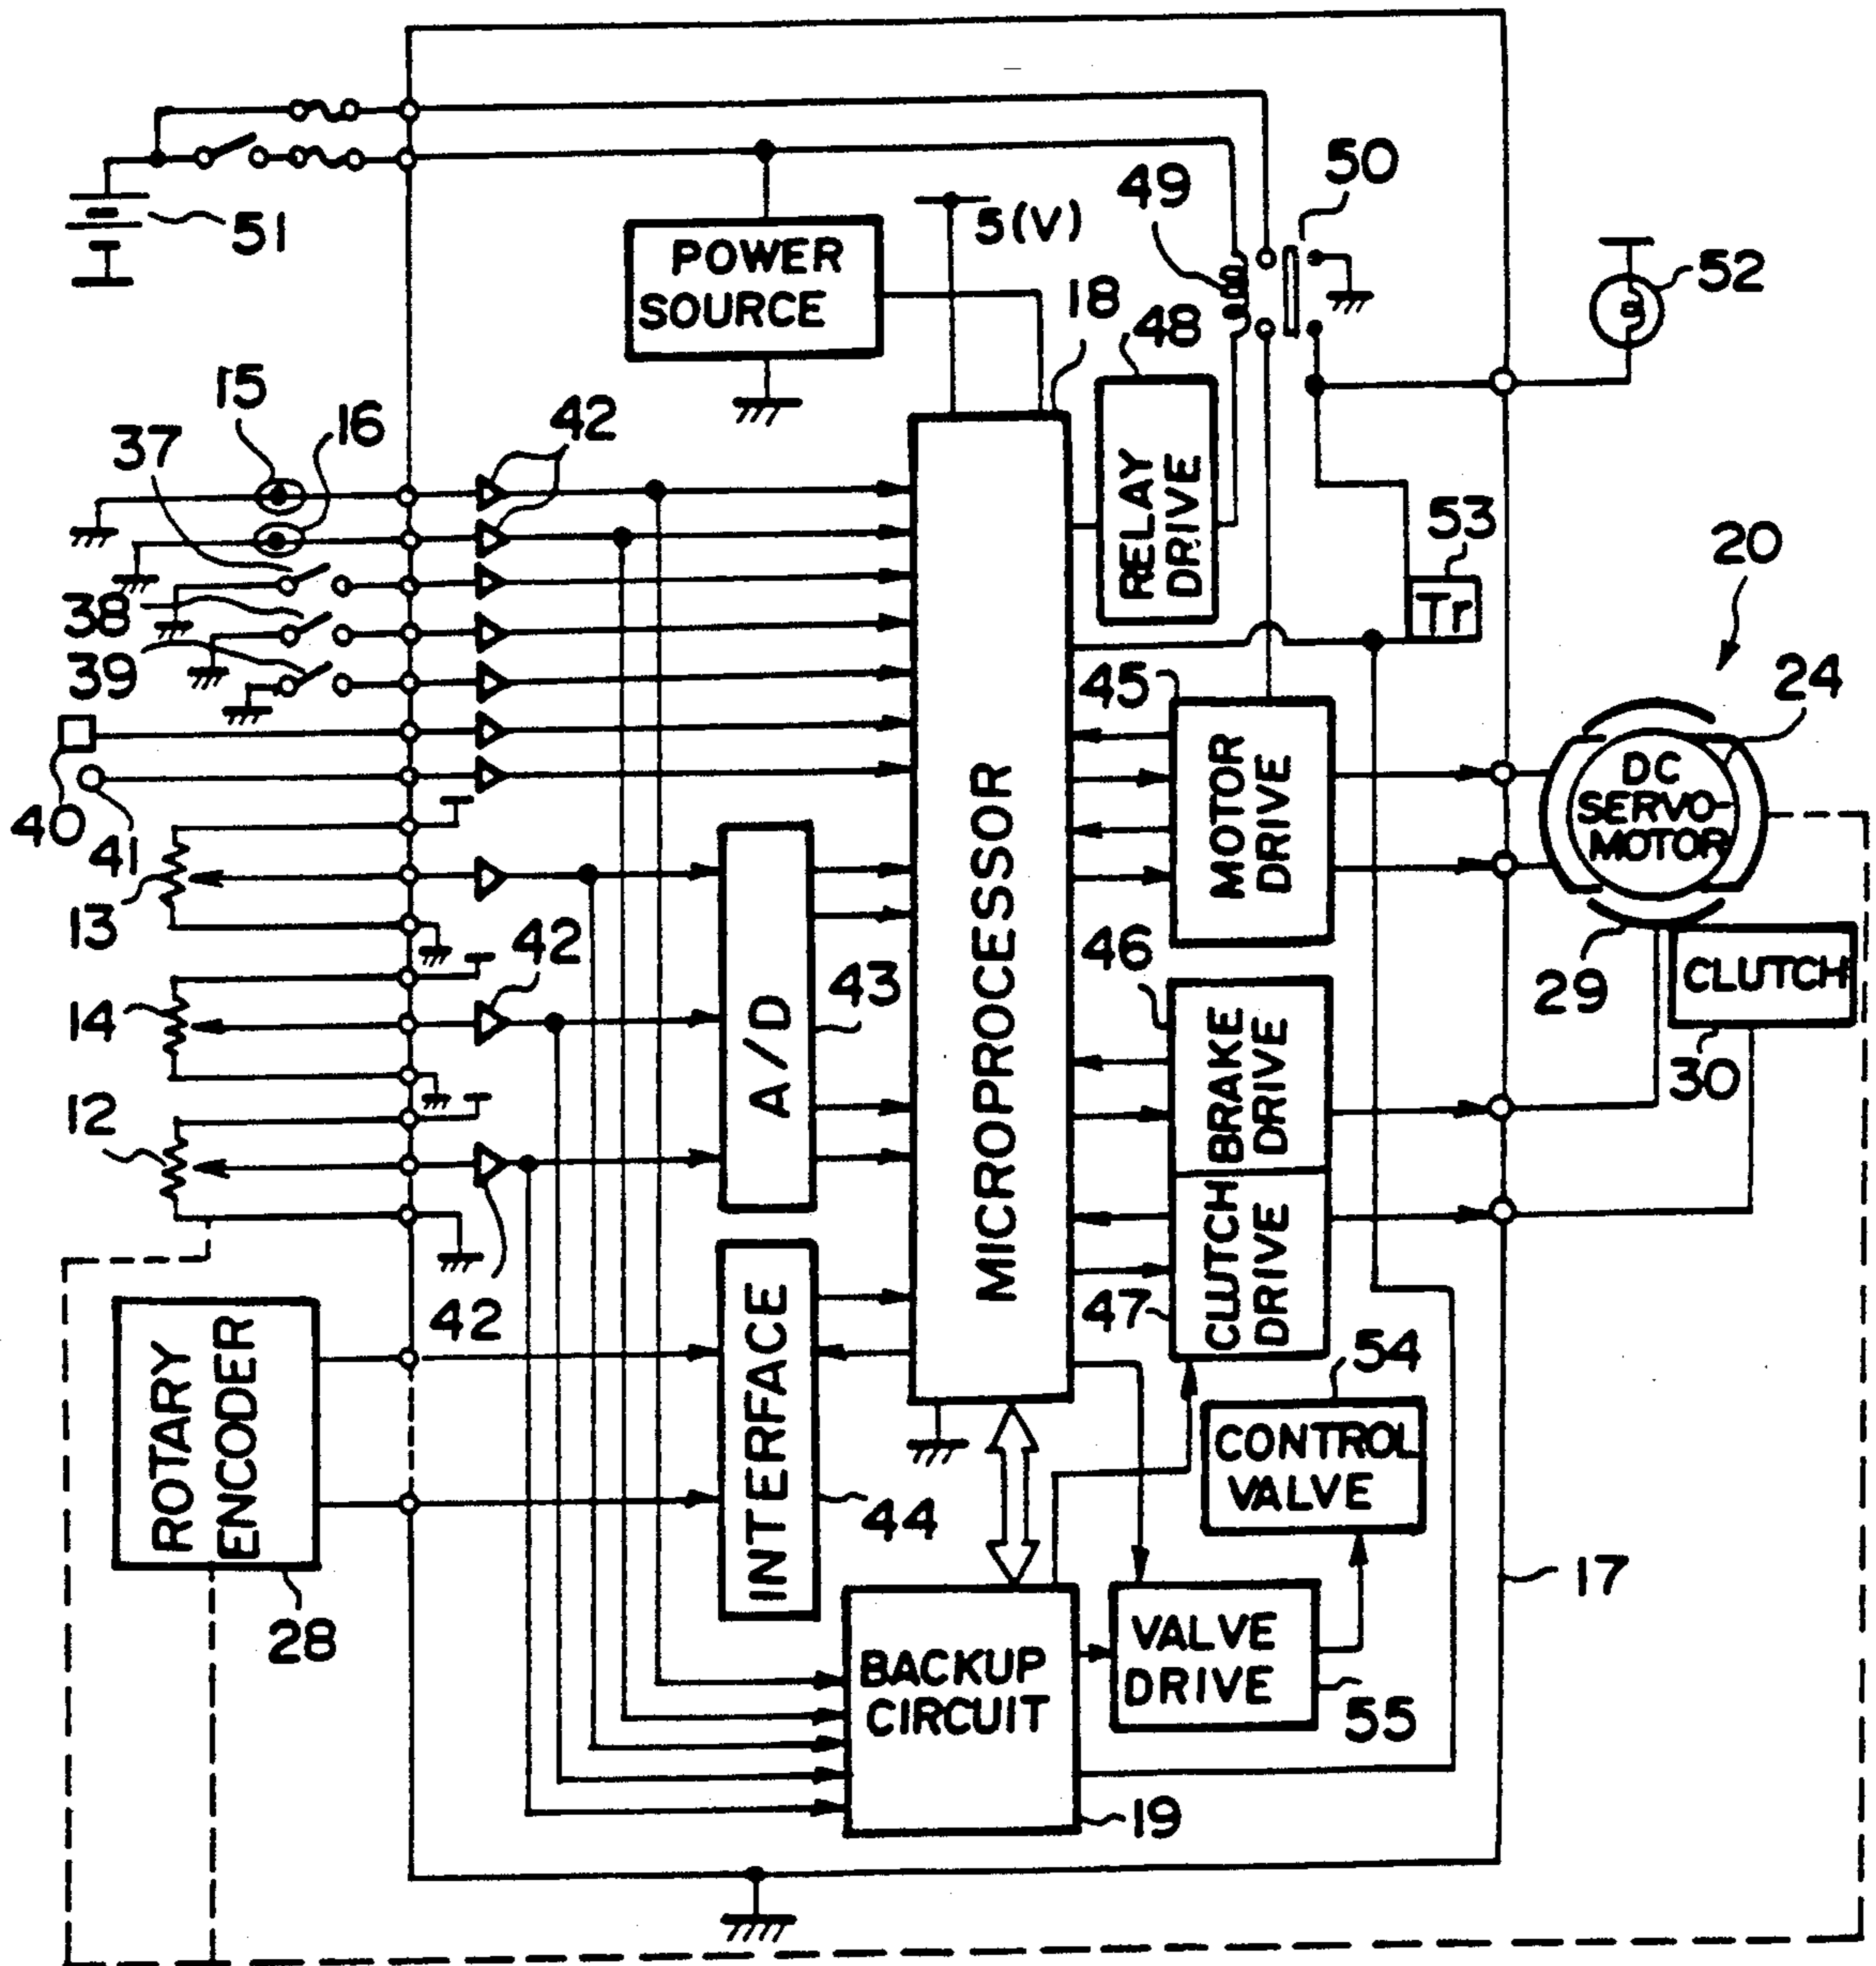 50
49
51
5(V)
52
POWER
SOURCE
18
48
15
16
42
37
53
RELAY
DRIVE
20
38
Tr
39
45
24
DC
SERVO-
MOTOR
MOTOR
DRIVE
MICROPROCESSOR
40
41
13
42
46
29
CLUTCH
14
A/D
43
BRAKE
DRIVE
30
12
CLUTCH
DRIVE
42
47
ROTARY
ENCODER
INTERFACE
54
CONTROL
VALVE
44
17
28
BACKUP
CIRCUIT
VALVE
DRIVE
55
19